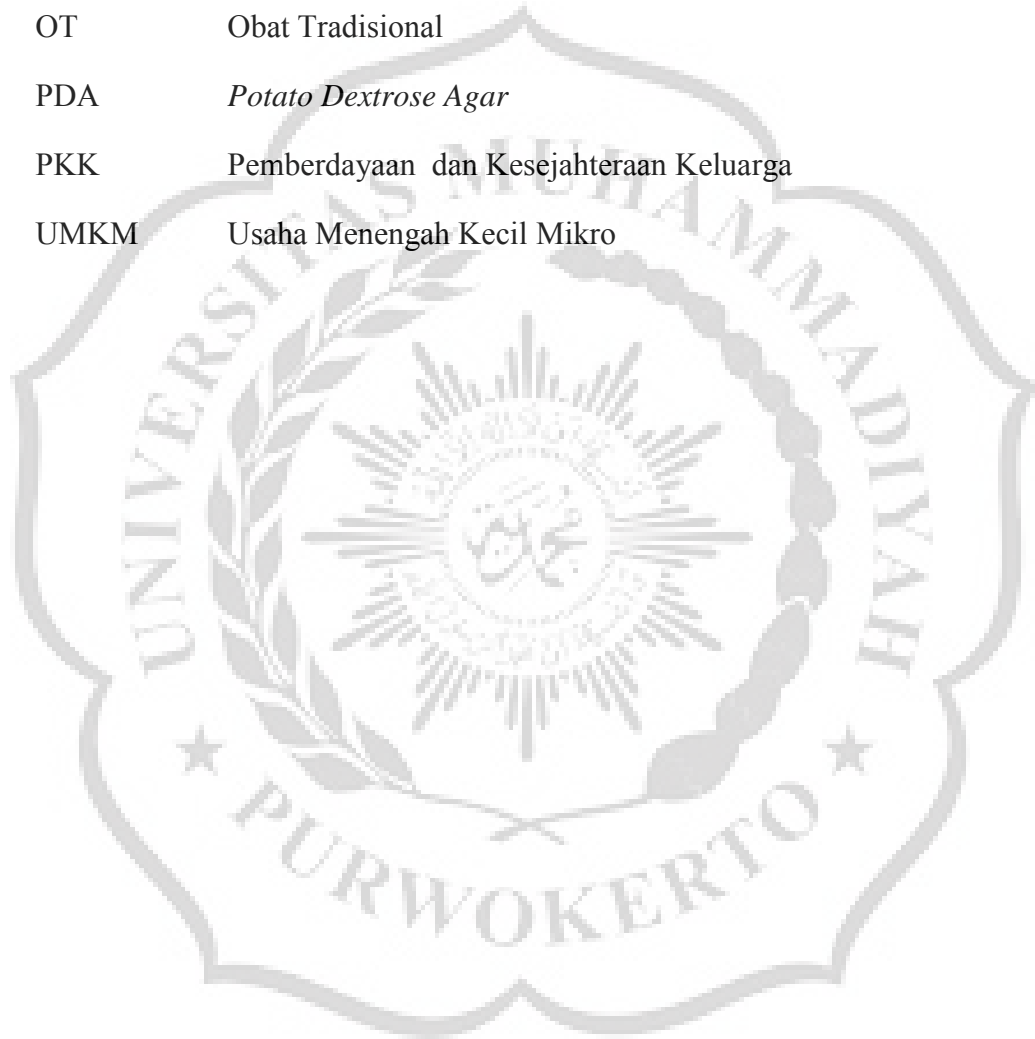 OT Obat Tradisional
PDA Potato Dextrose Agar
PKK Pemberdayaan dan Kesejahteraan Keluarga
UMKM Usaha Menengah Kecil Mikro
UNIVERSITAS MUHAMMADIYAH
PURWOKERTO